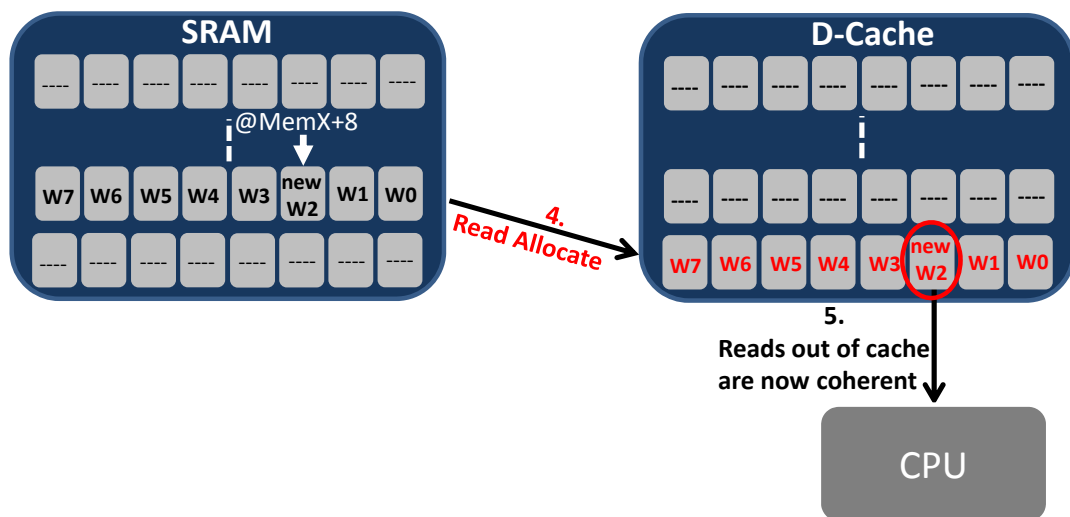 SRAM
---- ---- ---- ---- ---- ---- ---- ----
@MemX+8
W7 W6 W5 W4 W3 new W2 W1 W0
---- ---- ---- ---- ---- ---- ---- ----
4.
Read Allocate
D-Cache
---- ---- ---- ---- ---- ---- ---- ----
---- ---- ---- ---- ---- ---- ---- ----
W7 W6 W5 W4 W3 new W2 W1 W0
5.
Reads out of cache
are now coherent
CPU